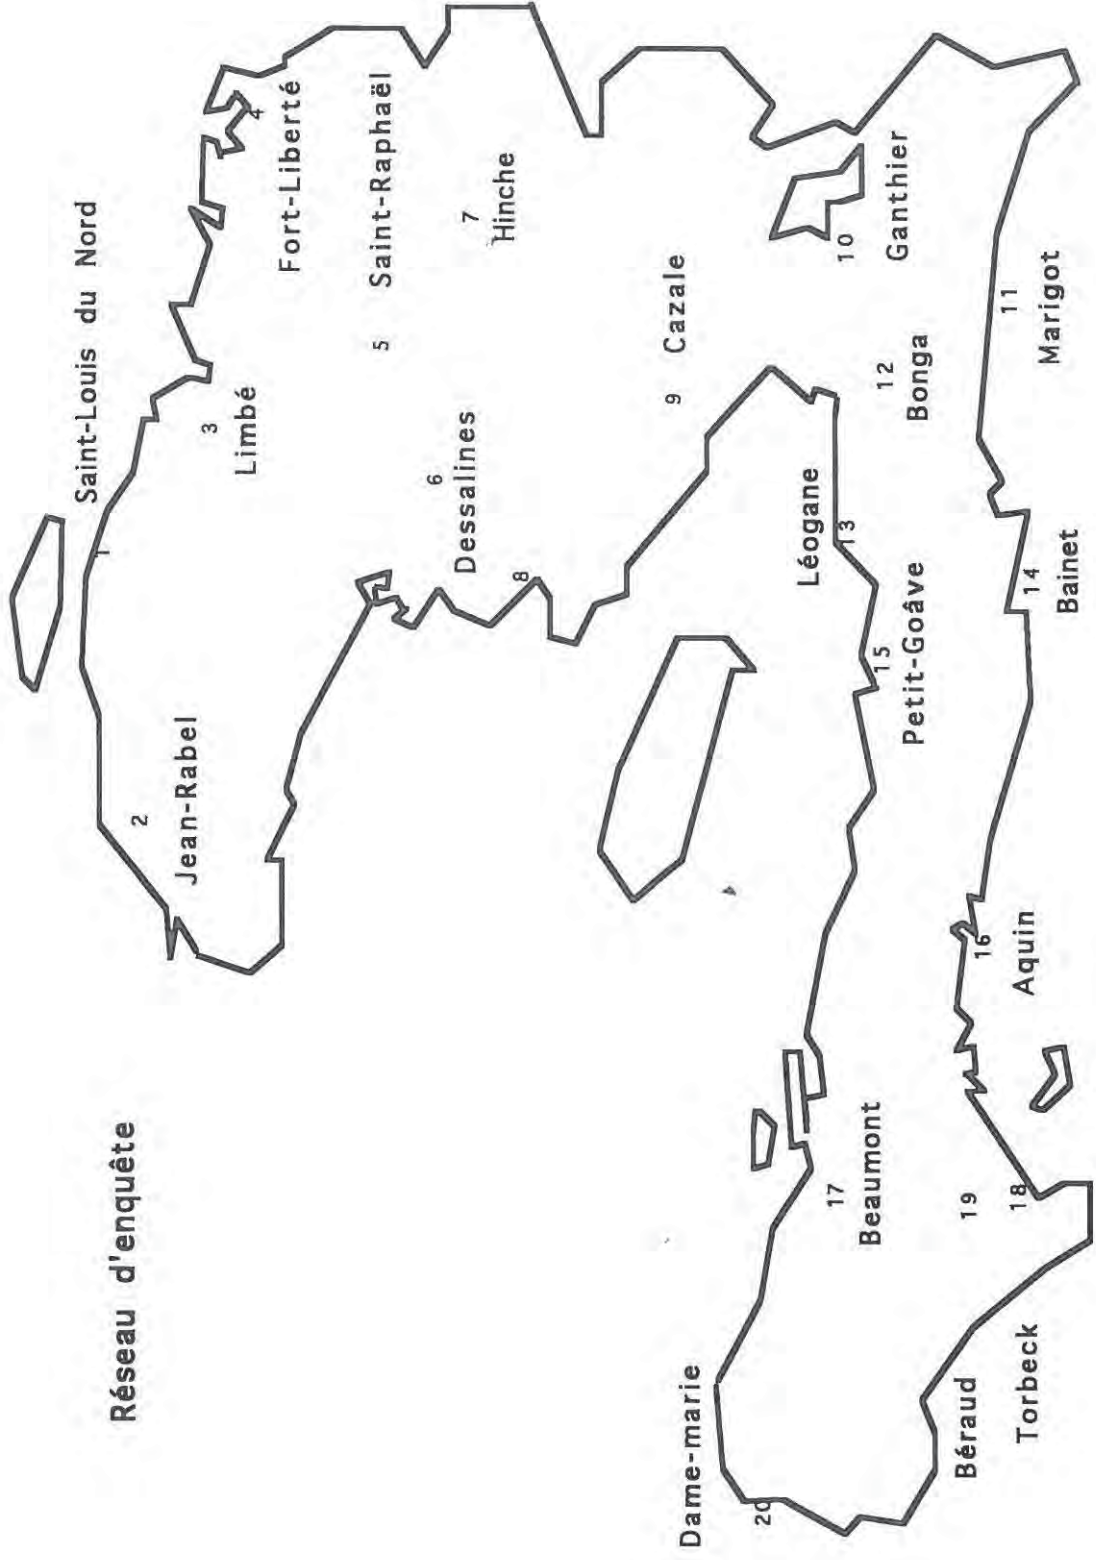 Réseau d'enquête
Saint-Louis du Nord
1
2
Jean-Rabel
3
Limbé
4
Fort-Liberté
5
Saint-Raphaël
6
Dessalines
7
Hinche
8
9
Cazale
10
Ganthier
11
Marigot
12
Bonga
Léogane
13
14
Bainet
15
Petit-Goâve
16
Aquin
17
Beaumont
18
Torbeck
19
Béraud
Dame-marie
20